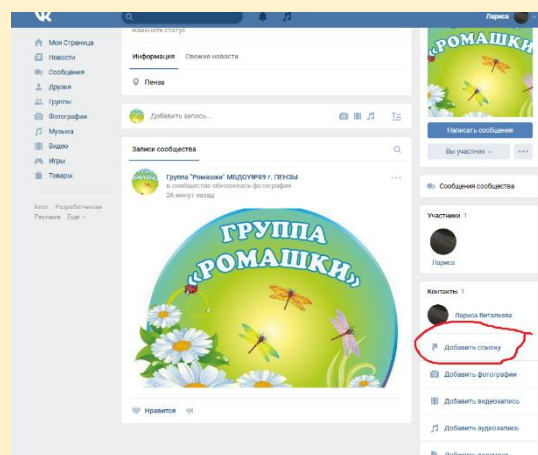 Лариса
Моя Страница
Новости
Сообщения
Друзья
Группы
Фотографии
Музыка
Видео
Игры
Товары
Блог Разработчикам
Реклама Ещё
изменить статус
Информация Свежие новости
Пенза
Добавить запись...
Записи сообщества
Группа "Ромашки" МБДОУ№89 г. ПЕНЗЫ
в сообществе обновилась фотография
26 минут назад
ГРУППА
«РОМАШКИ»
Нравится
«РОМАШКИ
Написать сообщение
Вы участник
Сообщения сообщества
Участники 1
Лариса
Контакты 1
Лариса Витальева
Добавить ссылку
Добавить фотографии
Добавить видеозапись
Добавить аудиозапись
Добавить документ